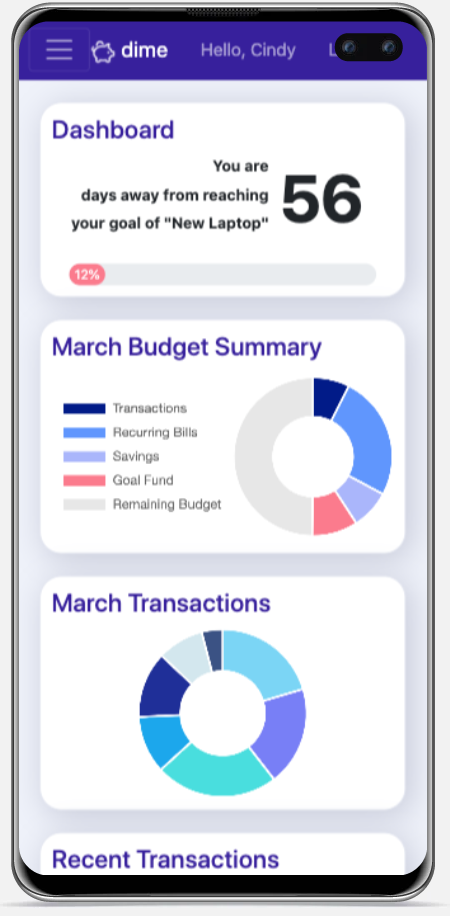 dime Hello, Cindy
Dashboard
You are
days away from reaching
your goal of "New Laptop"
56
12%
March Budget Summary
Transactions
Recurring Bills
Savings
Goal Fund
Remaining Budget
March Transactions
Recent Transactions